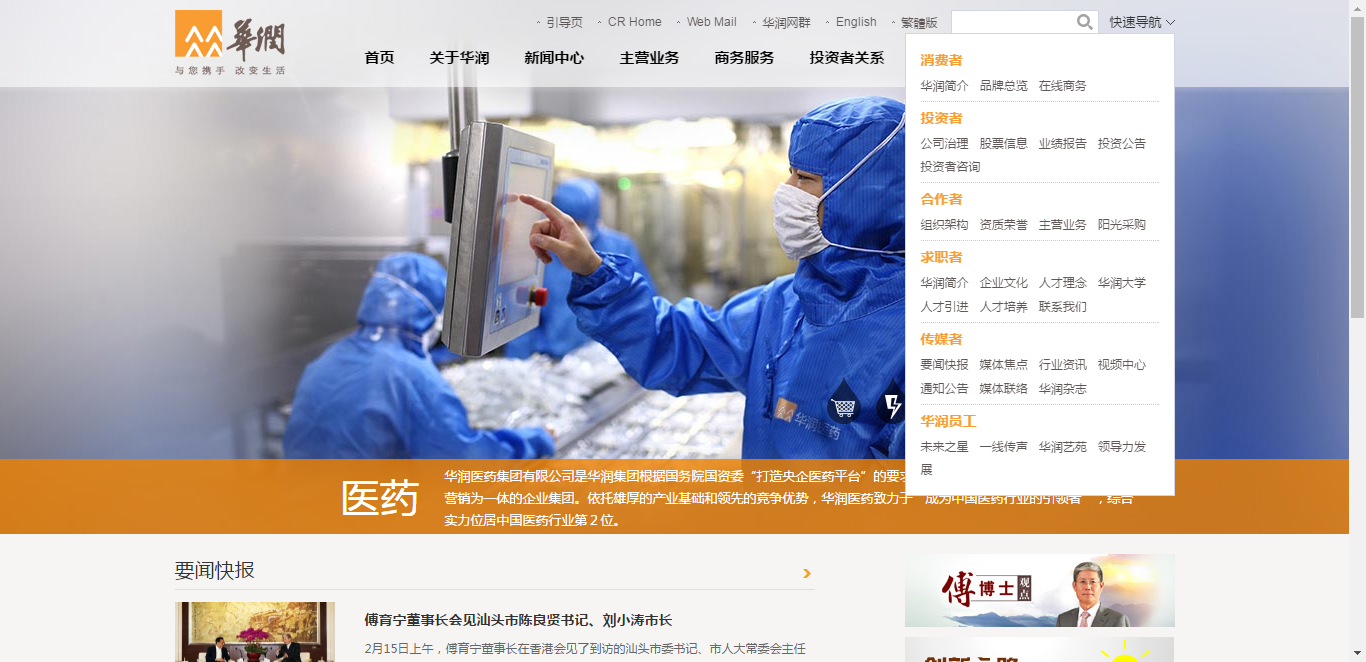 華潤
与您携手 改变生活
引导页 CR Home Web Mail 华润网群 English 繁體版 快速导航
首页 关于华润 新闻中心 主营业务 商务服务 投资者关系
消费者
华润简介 品牌总览 在线商务
投资者
公司治理 股票信息 业绩报告 投资公告
投资者咨询
合作者
组织架构 资质荣誉 主营业务 阳光采购
求职者
华润简介 企业文化 人才理念 华润大学
人才引进 人才培养 联系我们
传媒者
要闻快报 媒体焦点 行业资讯 视频中心
通知公告 媒体联络 华润杂志
华润员工
未来之星 一线传声 华润艺苑 领导力发
展
华润医药
医药
华润医药集团有限公司是华润集团根据国务院国资委“打造央企医药平台”的要求
营销为一体的企业集团。依托雄厚的产业基础和领先的竞争优势，华润医药致力于“成为中国医药行业的引领者”，综合
实力位居中国医药行业第2位。
要闻快报
傅育宁董事长会见汕头市陈良贤书记、刘小涛市长
2月15日上午，傅育宁董事长在香港会见了到访的汕头市委书记、市人大常委会主任
傅博士观点